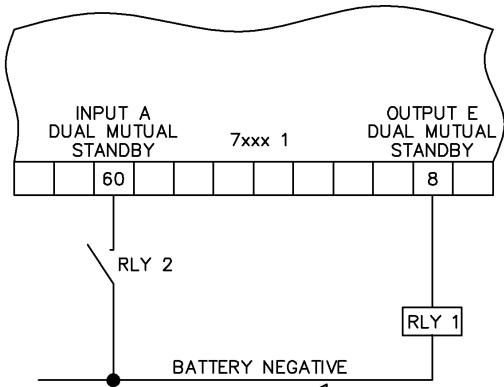 INPUT A
DUAL MUTUAL
STANDBY
7xxx 1
OUTPUT E
DUAL MUTUAL
STANDBY
60
8
RLY 2
RLY 1
BATTERY NEGATIVE